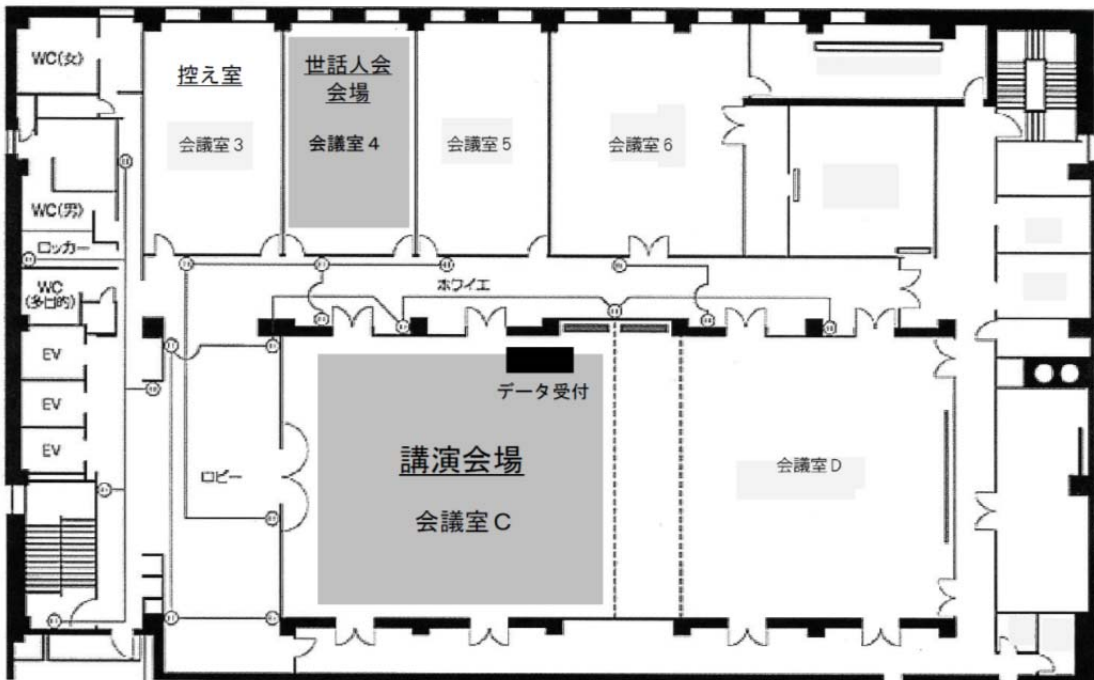 WC(女)
控え室
世話人会
会場
会議室3
会議室4
会議室5
会議室6
WC(男)
ロッカー
WC
(多目的)
ホワイエ
EV
EV
EV
データ受付
講演会場
会議室C
会議室D
ロビー